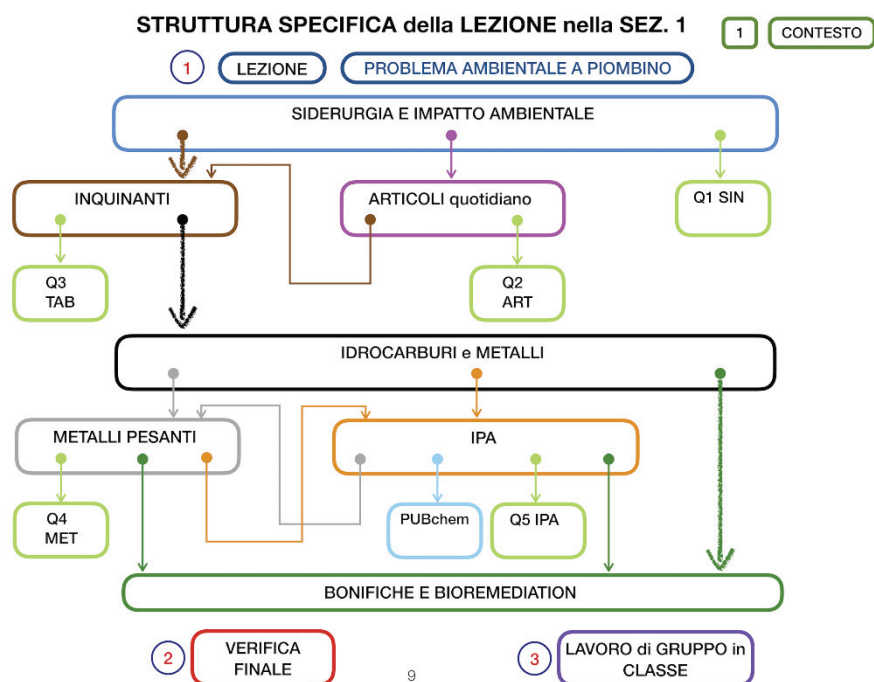 STRUTTURA SPECIFICA della LEZIONE nella SEZ. 1
1
CONTESTO
1
LEZIONE
PROBLEMA AMBIENTALE A PIOMBINO
SIDERURGIA E IMPATTO AMBIENTALE
INQUINANTI
ARTICOLI quotidiano
Q1 SIN
Q3
TAB
Q2
ART
IDROCARBURI e METALLI
METALLI PESANTI
IPA
Q4
MET
PUBchem
Q5 IPA
BONIFICHE E BIOREMEDIATION
2
VERIFICA
FINALE
9
3
LAVORO di GRUPPO in
CLASSE